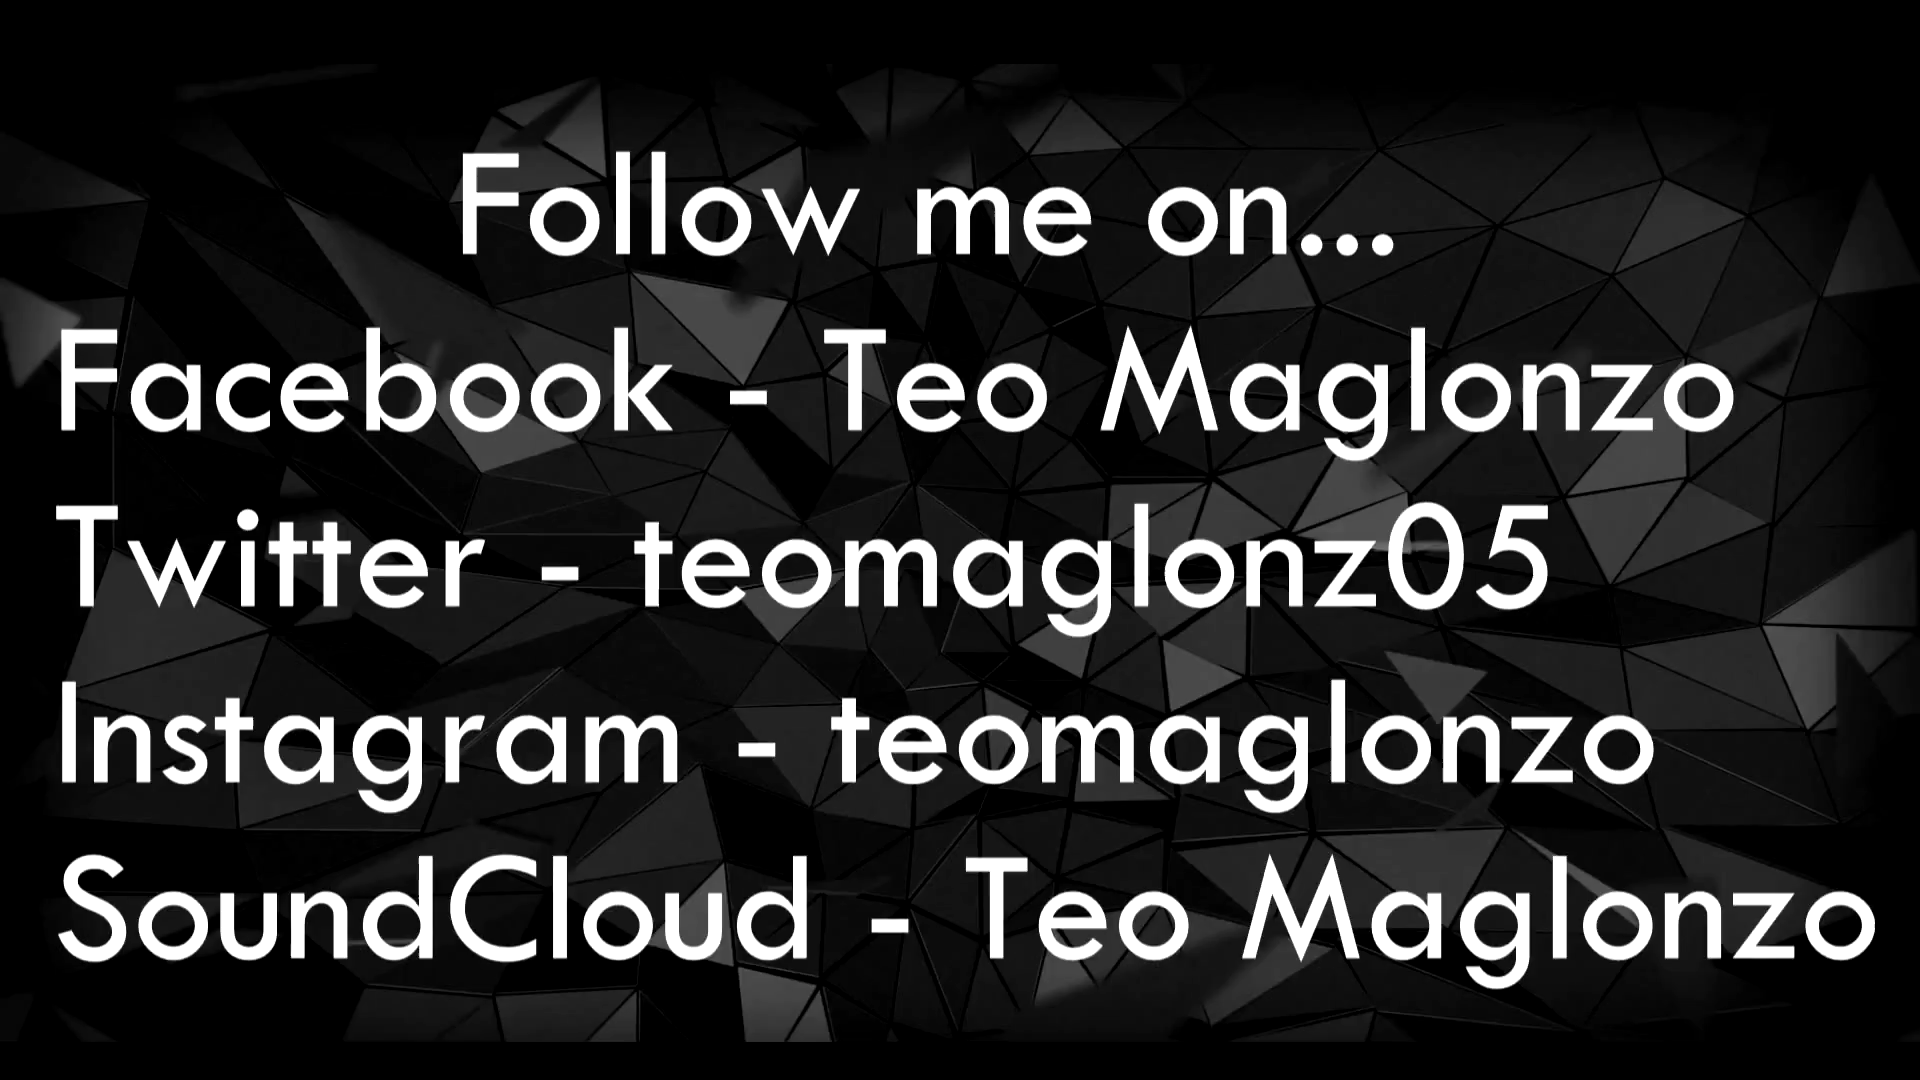 Follow me on...
Facebook - Teo Maglonzo
Twitter - teomaglonz05
Instagram - teomaglonzo
SoundCloud - Teo Maglonzo